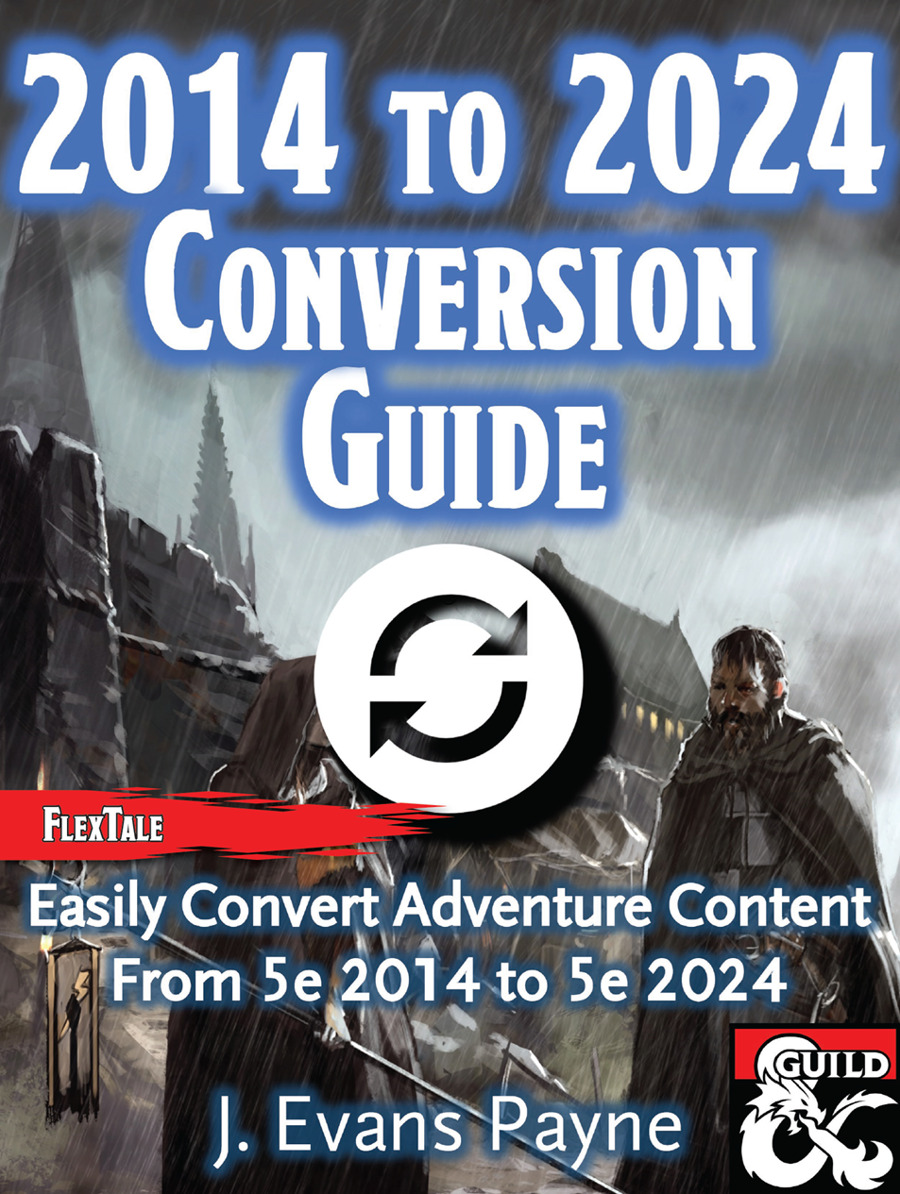 2014 TO 2024
CONVERSION
GUIDE
FLEXTALE
Easily Convert Adventure Content
From 5e 2014 to 5e 2024
J. Evans Payne
GUILD